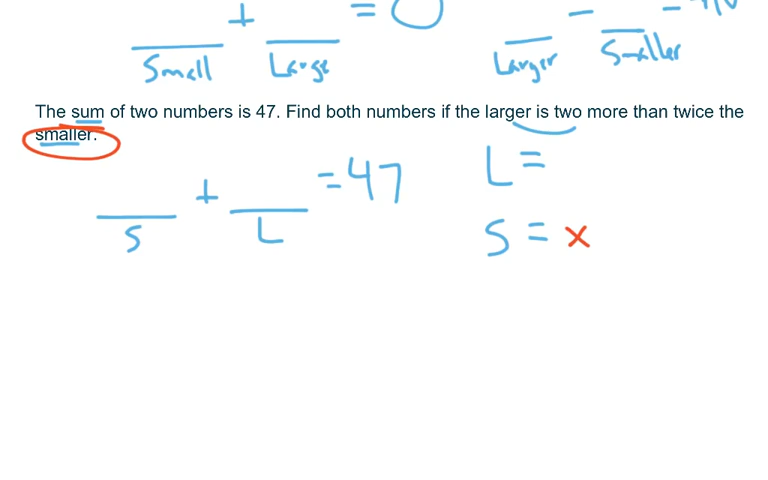 + = 0 -
Small Large Larger Smaller
The sum of two numbers is 47. Find both numbers if the larger is two more than twice the
smaller.
+ = 47 L =
S L S = x